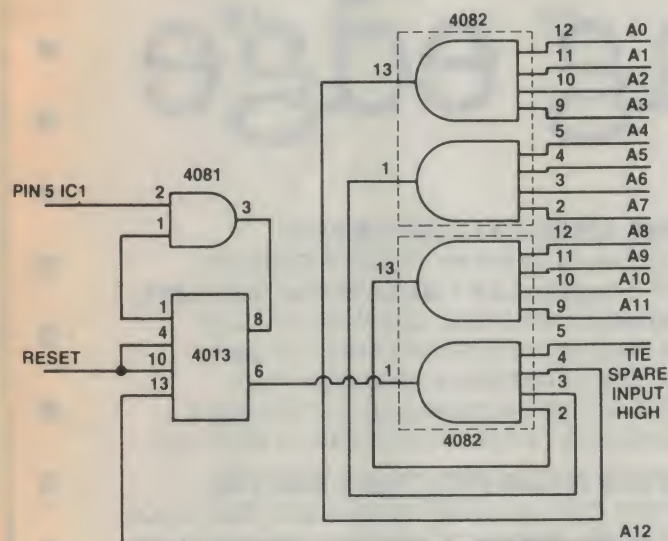 egbe
4082
12 A0
11 A1
10 A2
9 A3
13
5 A4
4 A5
3 A6
2 A7
1
4081
PIN 5 IC1
2
1
3
12 A8
11 A9
10 A10
9 A11
13
1
4
10
13
4013
8
6
RESET
5
4
3
2
1
TIE
SPARE
INPUT
HIGH
4082
A12